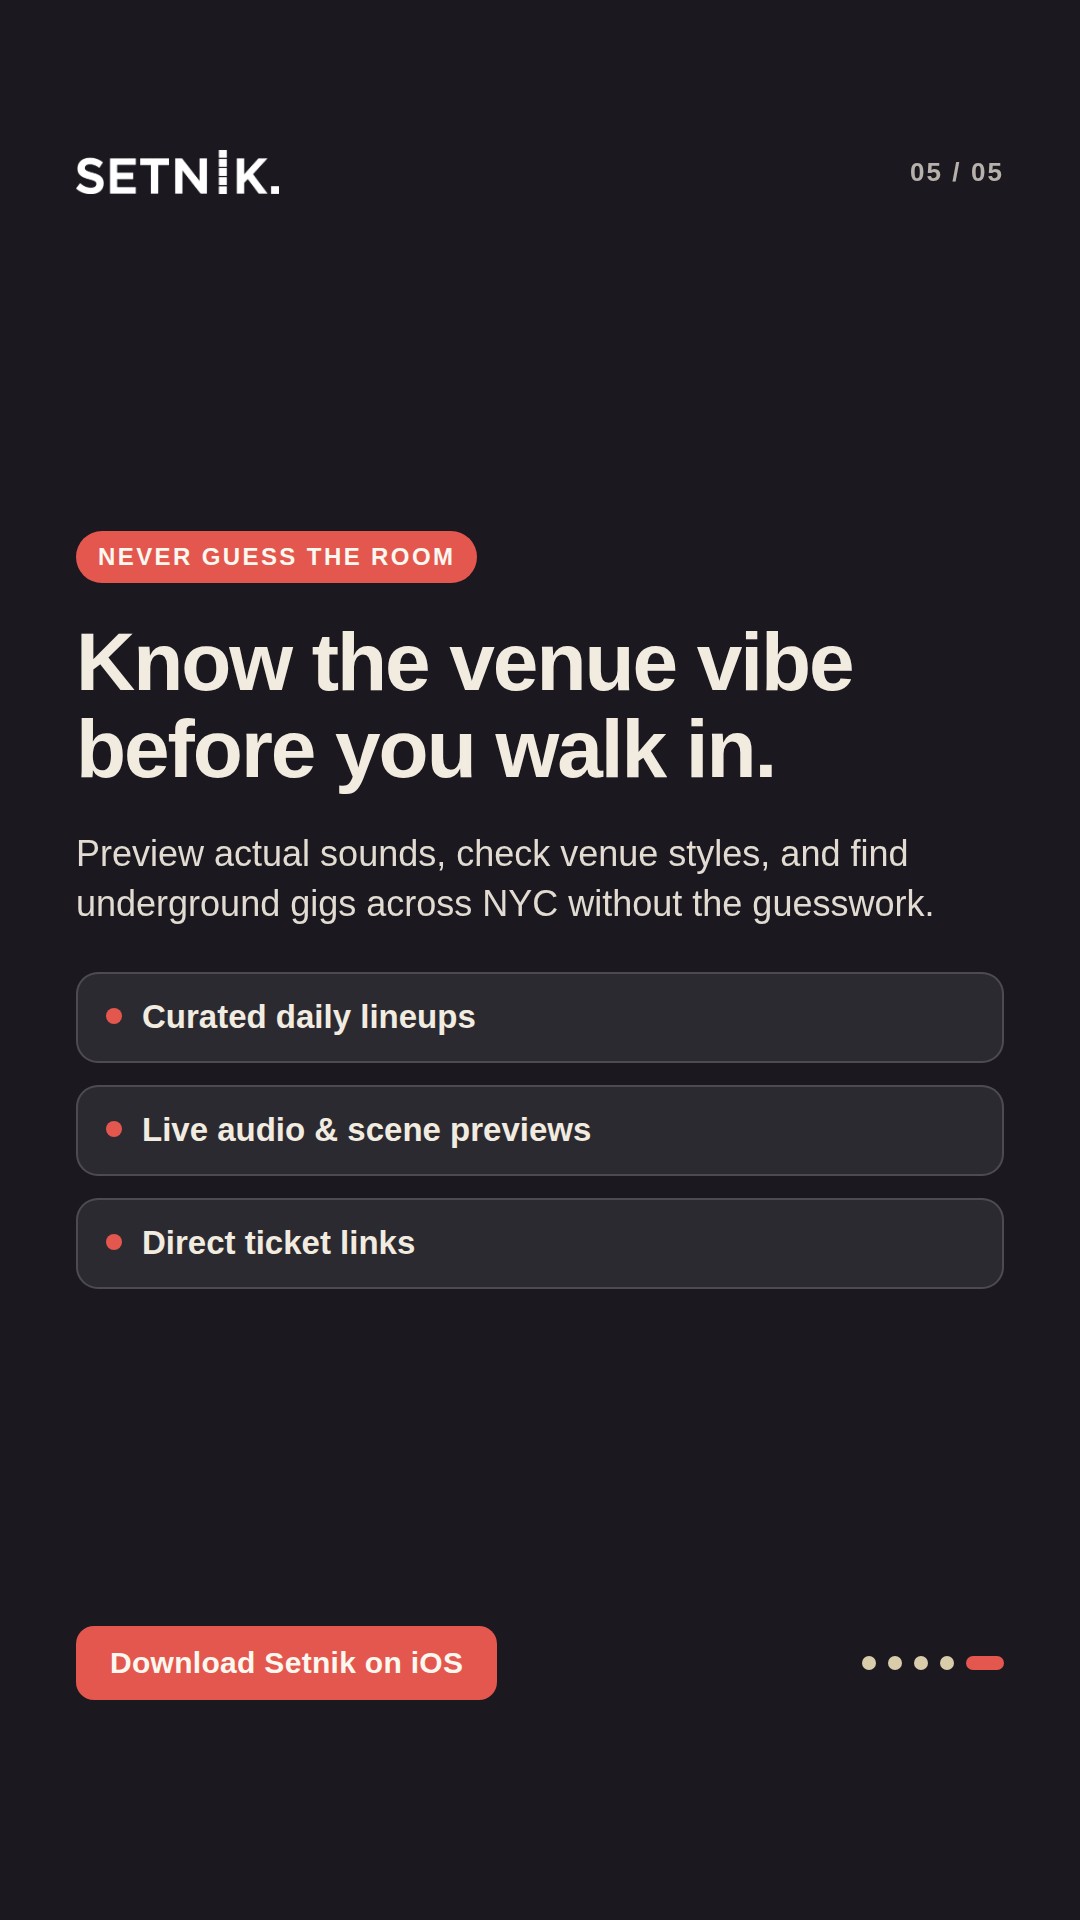 SETNIK.
05 / 05
NEVER GUESS THE ROOM
Know the venue vibe
before you walk in.
Preview actual sounds, check venue styles, and find
underground gigs across NYC without the guesswork.
Curated daily lineups
Live audio & scene previews
Direct ticket links
Download Setnik on iOS